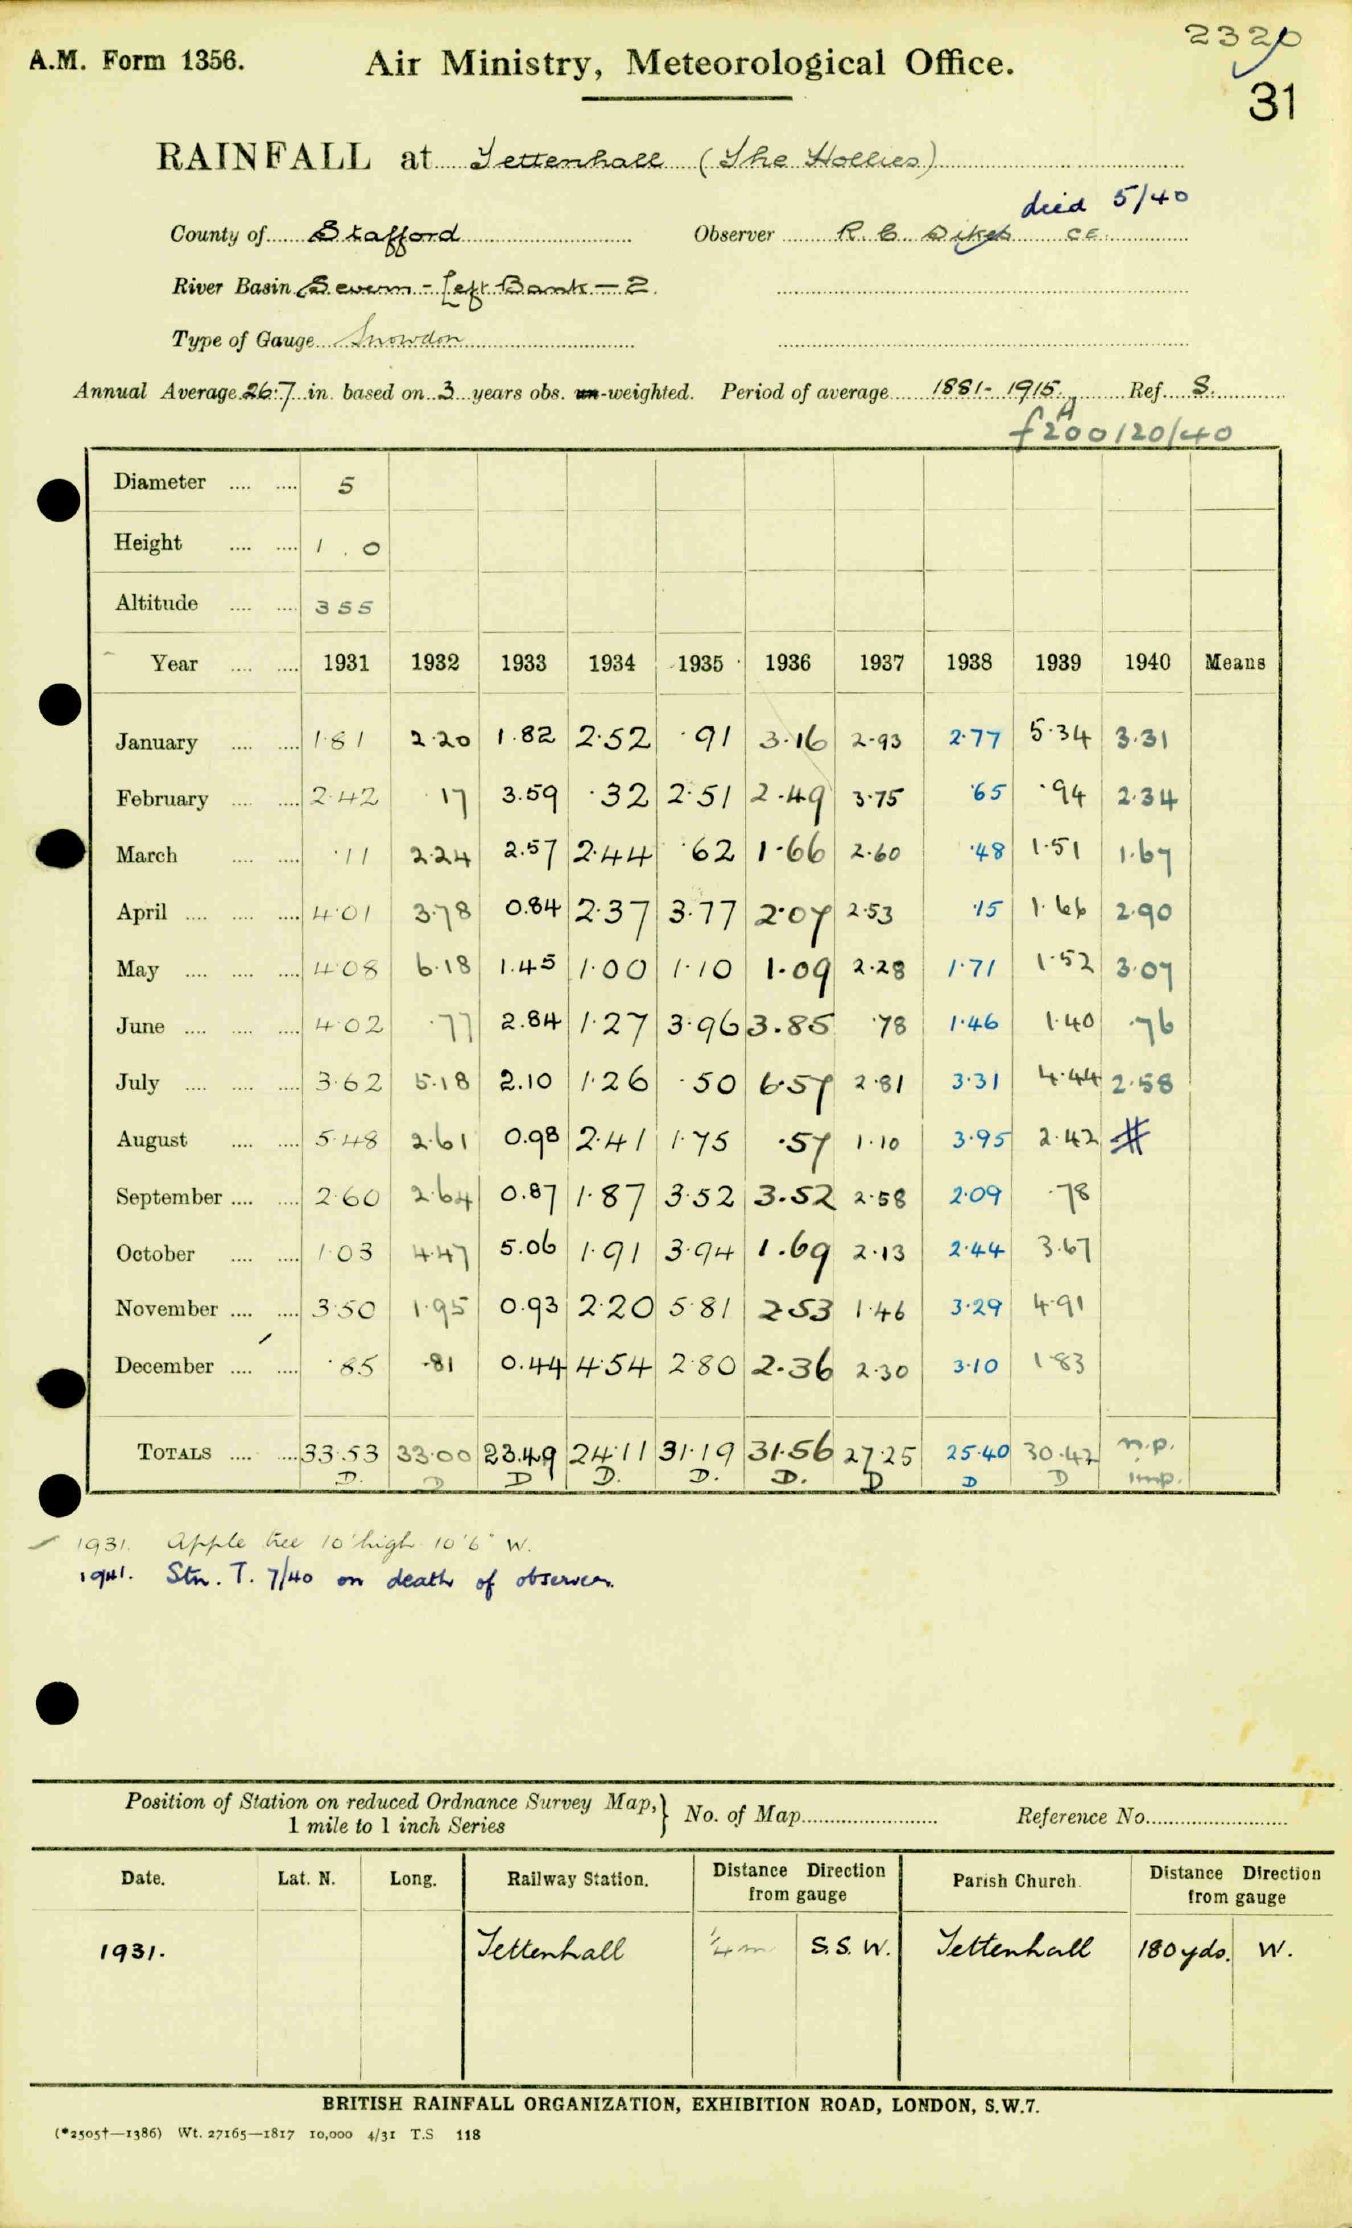 2320
A.M. Form 1356. Air Ministry, Meteorological Office.
31
RAINFALL at Tettenhall (The Hollies)
died 5/40
County of Stafford Observer R. C. Dikes C.E.
River Basin Severn - Left Bank - 2.
Type of Gauge Snowdon
Annual Average 26.7 in. based on 3 years obs. un-weighted. Period of average 1881-1915. Ref. S.
f A 200/20/40
Diameter .... .... 5
Height .... .... 1.0
Altitude .... .... 355
Year .... .... 1931 1932 1933 1934 1935 1936 1937 1938 1939 1940 Means
January .... .... 1.81 2.20 1.82 2.52 .91 3.16 2.93 2.77 5.34 3.31
February .... .... 2.42 .17 3.59 .32 2.51 2.49 3.75 .65 .94 2.34
March .... .... .11 2.24 2.57 2.44 .62 1.66 2.60 .48 1.51 1.67
April .... .... .... 4.01 3.78 0.84 2.37 3.77 2.07 2.53 .15 1.66 2.90
May .... .... .... 4.08 6.18 1.45 1.00 1.10 1.09 2.28 1.71 1.52 3.07
June .... .... .... 4.02 .77 2.84 1.27 3.96 3.85 .78 1.46 1.40 .76
July .... .... .... 3.62 5.18 2.10 1.26 .50 6.57 2.81 3.31 4.44 2.58
August .... .... 5.48 2.61 0.98 2.41 1.75 .57 1.10 3.95 2.42 #
September .... .... 2.60 2.64 0.87 1.87 3.52 3.52 2.58 2.09 .78
October .... .... 1.03 4.47 5.06 1.91 3.94 1.69 2.13 2.44 3.67
November .... .... 3.50 1.95 0.93 2.20 5.81 2.53 1.46 3.29 4.91
December .... .... .85 .81 0.44 4.54 2.80 2.36 2.30 3.10 1.83
TOTALS .... .... 33.53 33.00 23.49 24.11 31.19 31.56 27.25 25.40 30.42 n.p.
D. D D D. D. D. D D D imp.
1931. Apple tree 10' high 10'6" W.
1941. Stn. T. 7/40 on death of observer.
Position of Station on reduced Ordnance Survey Map, } No. of Map Reference No.
1 mile to 1 inch Series
Date. Lat. N. Long. Railway Station. Distance Direction from gauge Parish Church. Distance Direction from gauge
1931. Tettenhall 1/4 m S.S.W. Tettenhall 180 yds. W.
BRITISH RAINFALL ORGANIZATION, EXHIBITION ROAD, LONDON, S.W.7.
(*2505†—1386) Wt. 27165—1817 10,000 4/31 T.S 118